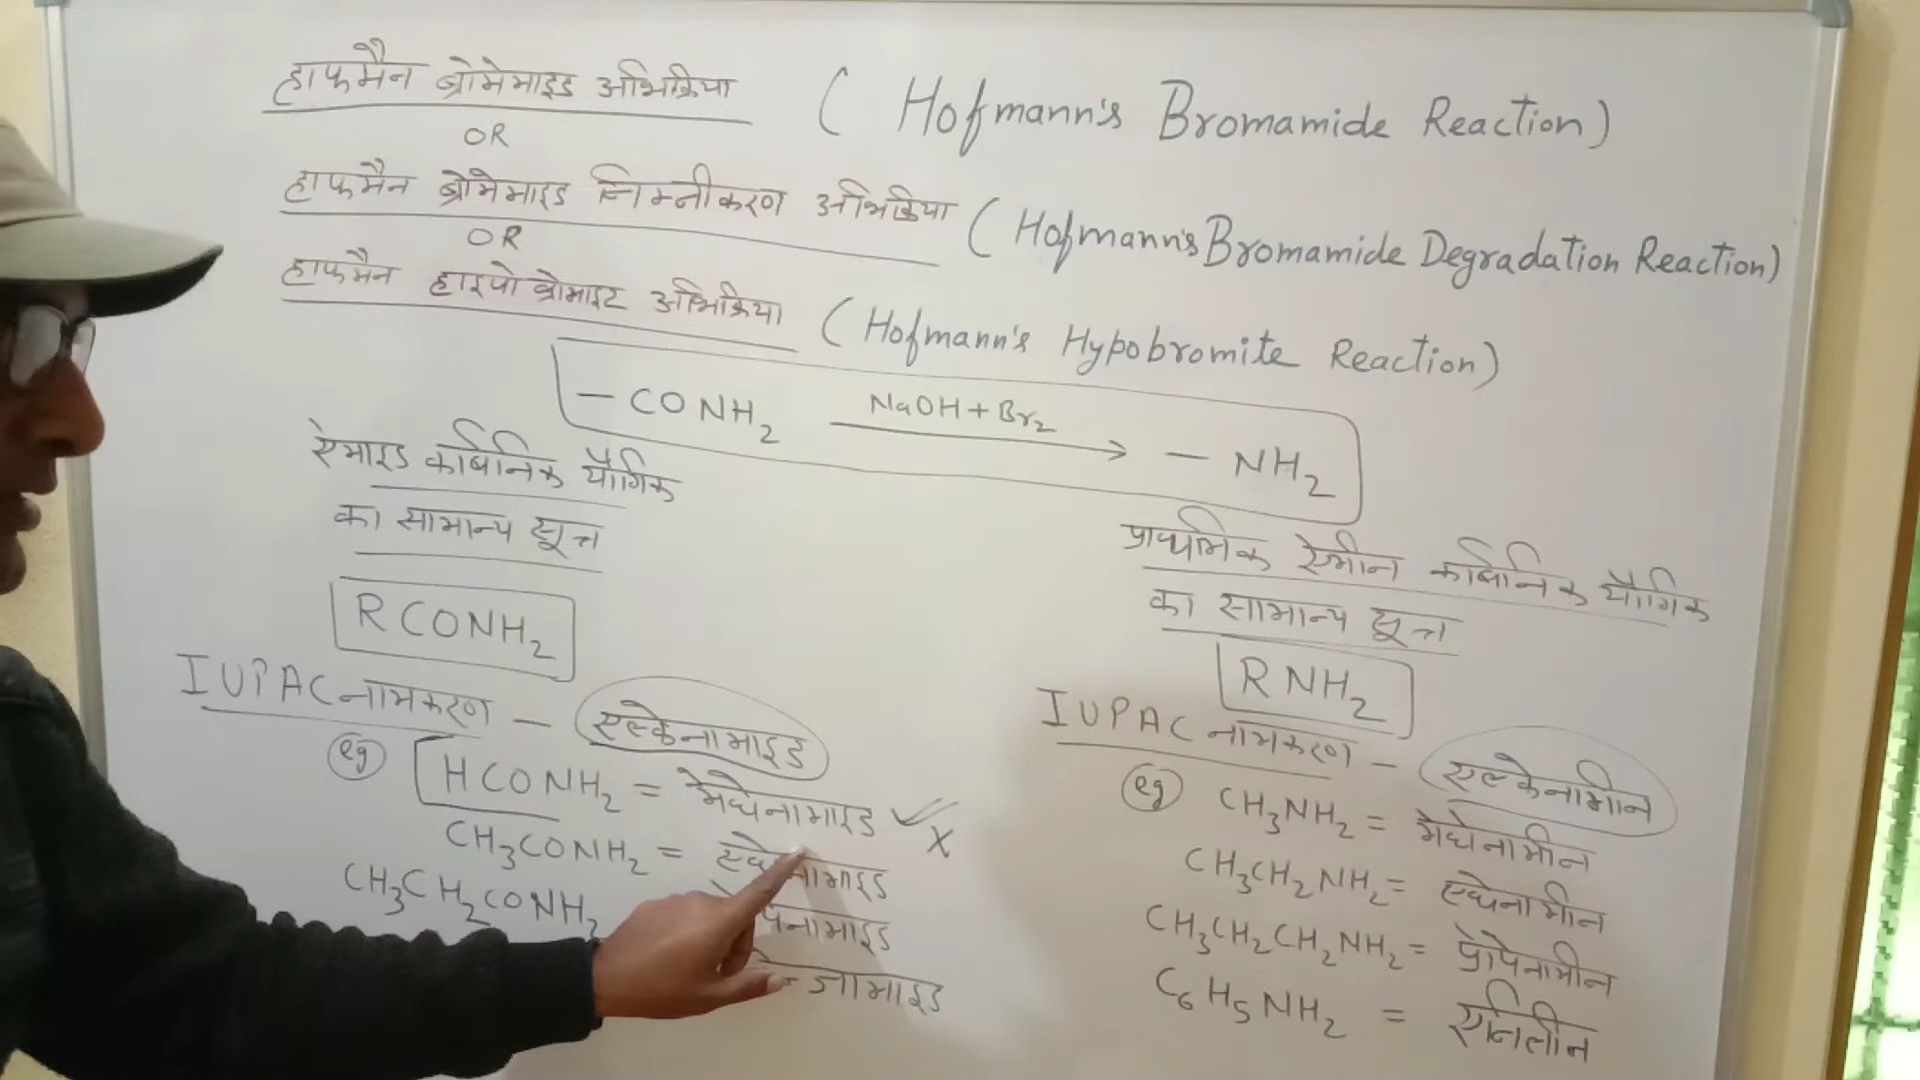 हाफमैन ब्रोमेमाइड अभिक्रिया ( Hofmann's Bromamide Reaction)
OR
हाफमैन ब्रोमेमाइड निम्नीकरण अभिक्रिया ( Hofmann's Bromamide Degradation Reaction)
OR
हाफमैन हाइपो ब्रोमाइट अभिक्रिया ( Hofmann's Hypobromite Reaction)
— CONH₂ NaOH + Br₂ → — NH₂
ऐमाइड कार्बनिक यौगिक
का सामान्य सूत्र
RCONH₂
IUPAC नामकरण — एल्केनामाइड
eg HCONH₂ = मेथेनामाइड ✓ X
CH₃CONH₂ = नामाइड
CH₃CH₂CONH₂ पेनामाइड
न्जामाइड
प्राथमिक ऐमीन कार्बनिक यौगिक
का सामान्य सूत्र
RNH₂
IUPAC नामकरण — एल्केनामीन
eg CH₃NH₂ = मेथेनामीन
CH₃CH₂NH₂ = एथेनामीन
CH₃CH₂CH₂NH₂ = प्रोपेनामीन
C₆H₅NH₂ = एनिलीन